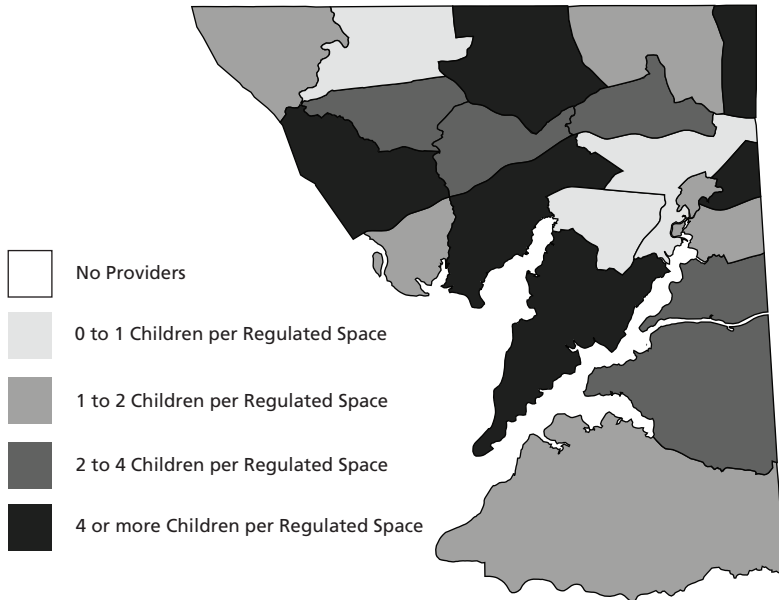 No Providers
0 to 1 Children per Regulated Space
1 to 2 Children per Regulated Space
2 to 4 Children per Regulated Space
4 or more Children per Regulated Space